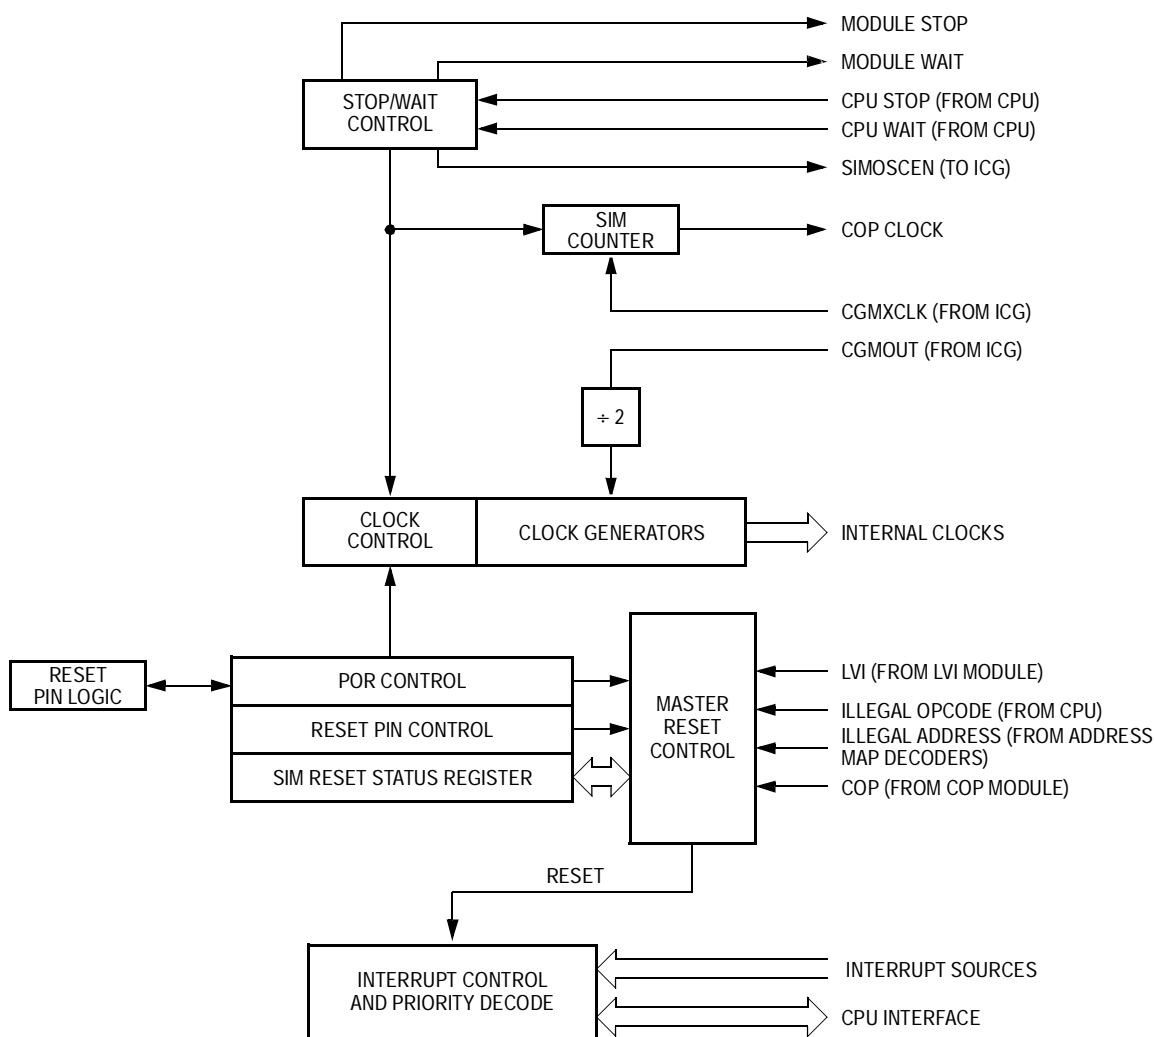 MODULE STOP
MODULE WAIT
STOP/WAIT
CONTROL
CPU STOP (FROM CPU)
CPU WAIT (FROM CPU)
SIMOSCEN (TO ICG)
SIM
COUNTER
COP CLOCK
CGMXCLK (FROM ICG)
CGMOUT (FROM ICG)
÷ 2
CLOCK
CONTROL
CLOCK GENERATORS
INTERNAL CLOCKS
RESET
PIN LOGIC
POR CONTROL
RESET PIN CONTROL
SIM RESET STATUS REGISTER
MASTER
RESET
CONTROL
LVI (FROM LVI MODULE)
ILLEGAL OPCODE (FROM CPU)
ILLEGAL ADDRESS (FROM ADDRESS
MAP DECODERS)
COP (FROM COP MODULE)
RESET
INTERRUPT CONTROL
AND PRIORITY DECODE
INTERRUPT SOURCES
CPU INTERFACE